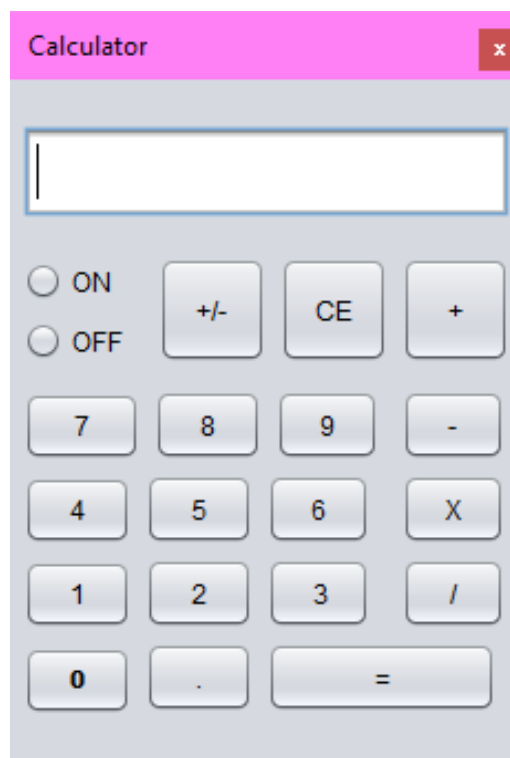 Calculator x
ON +/- CE +
OFF
7 8 9 -
4 5 6 X
1 2 3 /
0 . =